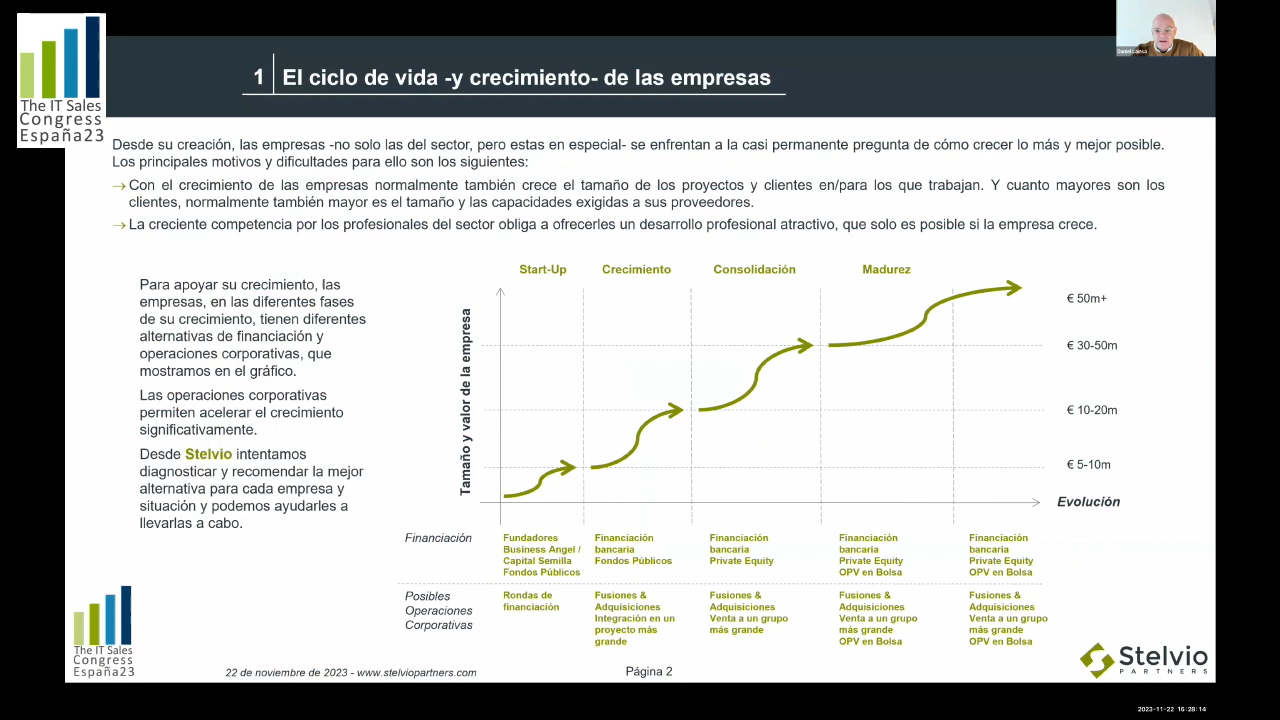 The IT Sales
Congress
España23
Daniel Laissa
1 El ciclo de vida -y crecimiento- de las empresas
Desde su creación, las empresas -no solo las del sector, pero estas en especial- se enfrentan a la casi permanente pregunta de cómo crecer lo más y mejor posible.
Los principales motivos y dificultades para ello son los siguientes:
→ Con el crecimiento de las empresas normalmente también crece el tamaño de los proyectos y clientes en/para los que trabajan. Y cuanto mayores son los
clientes, normalmente también mayor es el tamaño y las capacidades exigidas a sus proveedores.
→ La creciente competencia por los profesionales del sector obliga a ofrecerles un desarrollo profesional atractivo, que solo es posible si la empresa crece.
Para apoyar su crecimiento, las
empresas, en las diferentes fases
de su crecimiento, tienen diferentes
alternativas de financiación y
operaciones corporativas, que
mostramos en el gráfico.
Las operaciones corporativas
permiten acelerar el crecimiento
significativamente.
Desde Stelvio intentamos
diagnosticar y recomendar la mejor
alternativa para cada empresa y
situación y podemos ayudarles a
llevarlas a cabo.
Start-Up
Crecimiento
Consolidación
Madurez
Tamaño y valor de la empresa
€ 50m+
€ 30-50m
€ 10-20m
€ 5-10m
Evolución
Financiación
Fundadores
Business Angel /
Capital Semilla
Fondos Públicos
Financiación
bancaria
Fondos Públicos
Financiación
bancaria
Private Equity
Financiación
bancaria
Private Equity
OPV en Bolsa
Financiación
bancaria
Private Equity
OPV en Bolsa
Posibles
Operaciones
Corporativas
Rondas de
financiación
Fusiones &
Adquisiciones
Integración en un
proyecto más
grande
Fusiones &
Adquisiciones
Venta a un grupo
más grande
Fusiones &
Adquisiciones
Venta a un grupo
más grande
OPV en Bolsa
Fusiones &
Adquisiciones
Venta a un grupo
más grande
OPV en Bolsa
The IT Sales
Congress
España23
22 de noviembre de 2023 - www.stelviopartners.com
Página 2
Stelvio
PARTNERS
2023-11-22 16:28:14